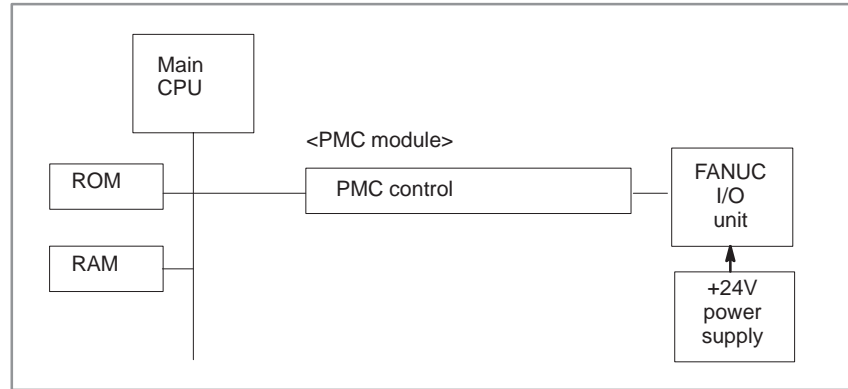 Main
CPU
<PMC module>
ROM
PMC control
FANUC
I/O
unit
RAM
+24V
power
supply